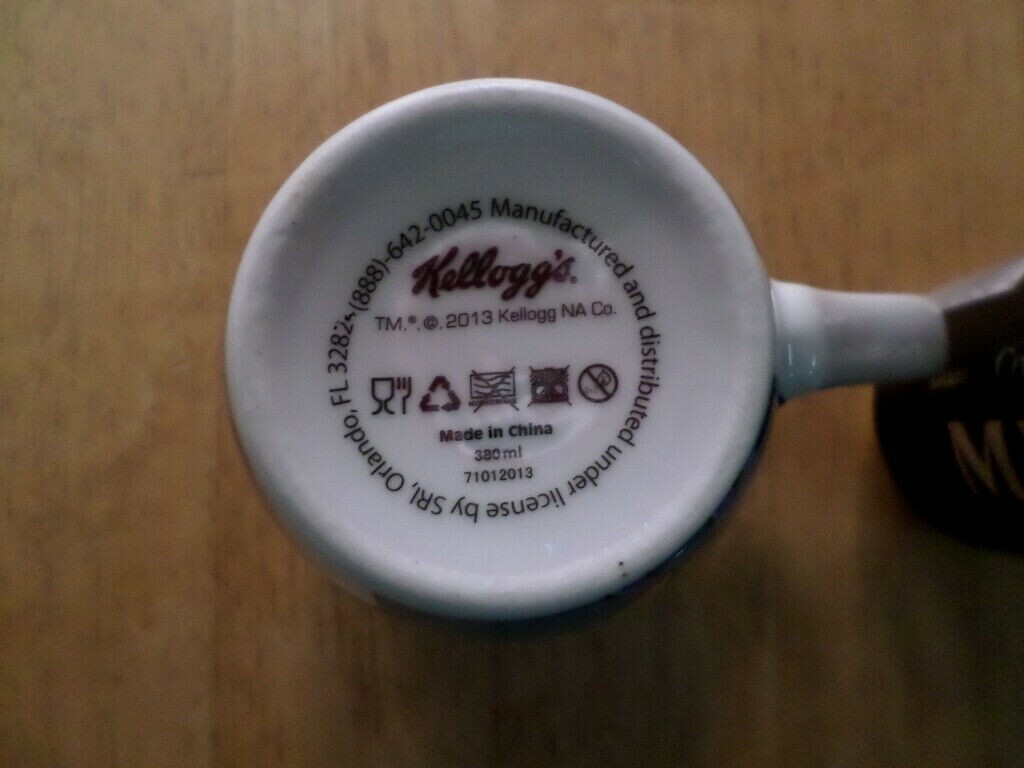 Manufactured and distributed under license by SRI, Orlando, FL 3282 (888)-642-0045
Kellogg's®
TM, ®, ©, 2013 Kellogg NA Co.
Made in China
380ml
71012013
M